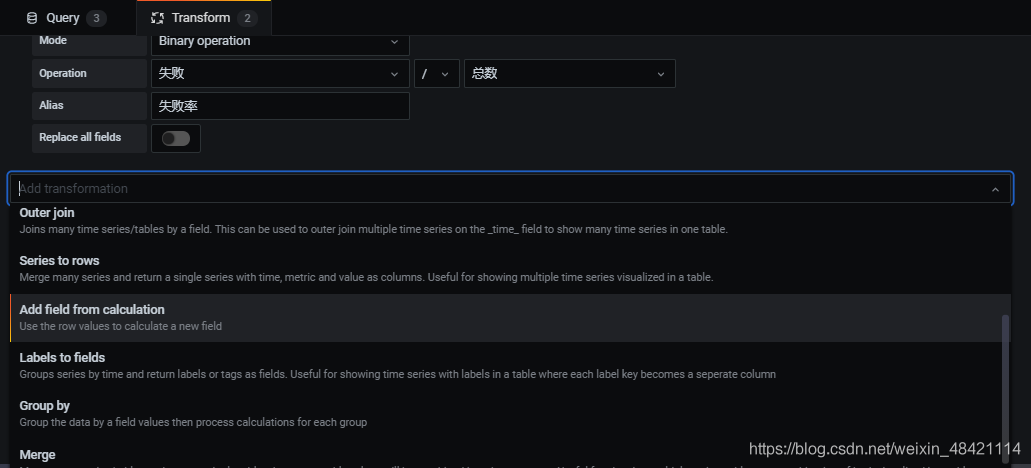 Query 3 Transform 2
Mode Binary operation
Operation 失败 / 总数
Alias 失败率
Replace all fields
Add transformation
Outer join
Joins many time series/tables by a field. This can be used to outer join multiple time series on the _time_ field to show many time series in one table.
Series to rows
Merge many series and return a single series with time, metric and value as columns. Useful for showing multiple time series visualized in a table.
Add field from calculation
Use the row values to calculate a new field
Labels to fields
Groups series by time and return labels or tags as fields. Useful for showing time series with labels in a table where each label key becomes a seperate column
Group by
Group the data by a field values then process calculations for each group
Merge
https://blog.csdn.net/weixin_48421114